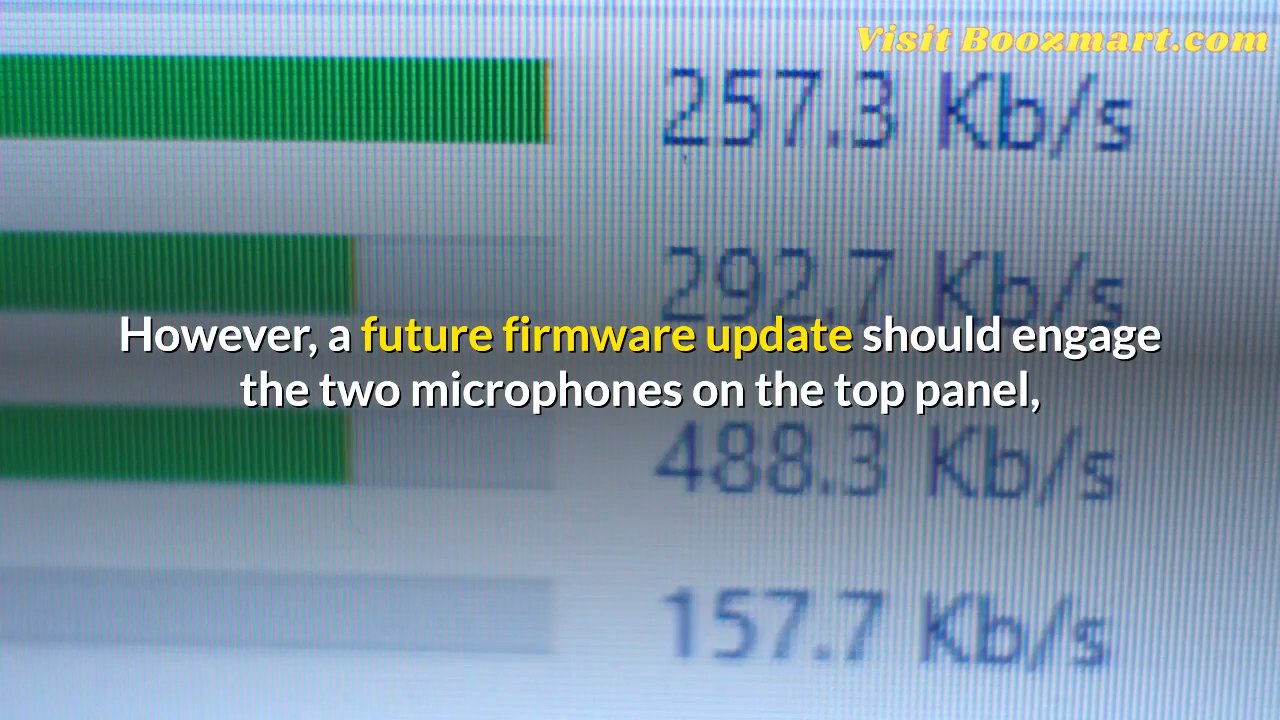 Visit Boozmart.com
257.3 Kb/s
292.7 Kb/s
However, a future firmware update should engage
the two microphones on the top panel,
488.3 Kb/s
157.7 Kb/s